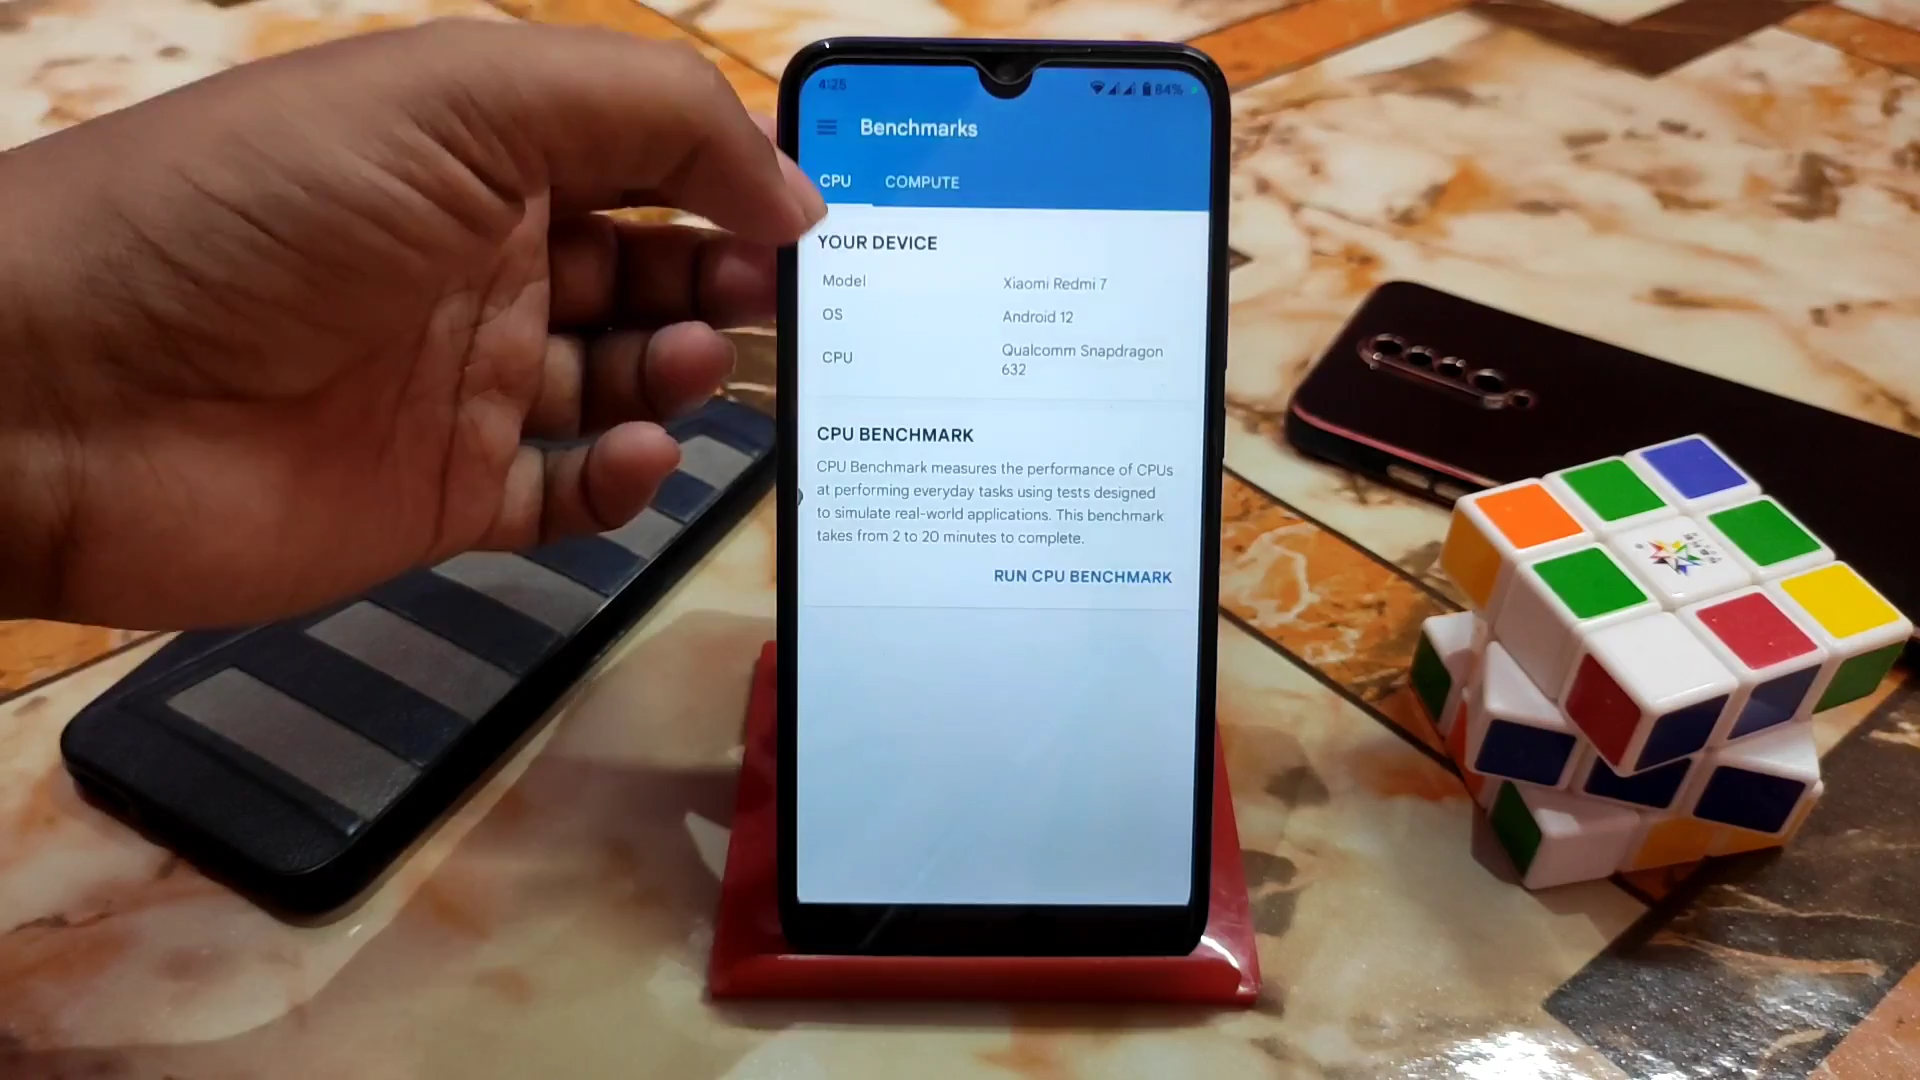 4:25
84%
Benchmarks
CPU COMPUTE
YOUR DEVICE
Model Xiaomi Redmi 7
OS Android 12
CPU Qualcomm Snapdragon
632
CPU BENCHMARK
CPU Benchmark measures the performance of CPUs
at performing everyday tasks using tests designed
to simulate real-world applications. This benchmark
takes from 2 to 20 minutes to complete.
RUN CPU BENCHMARK